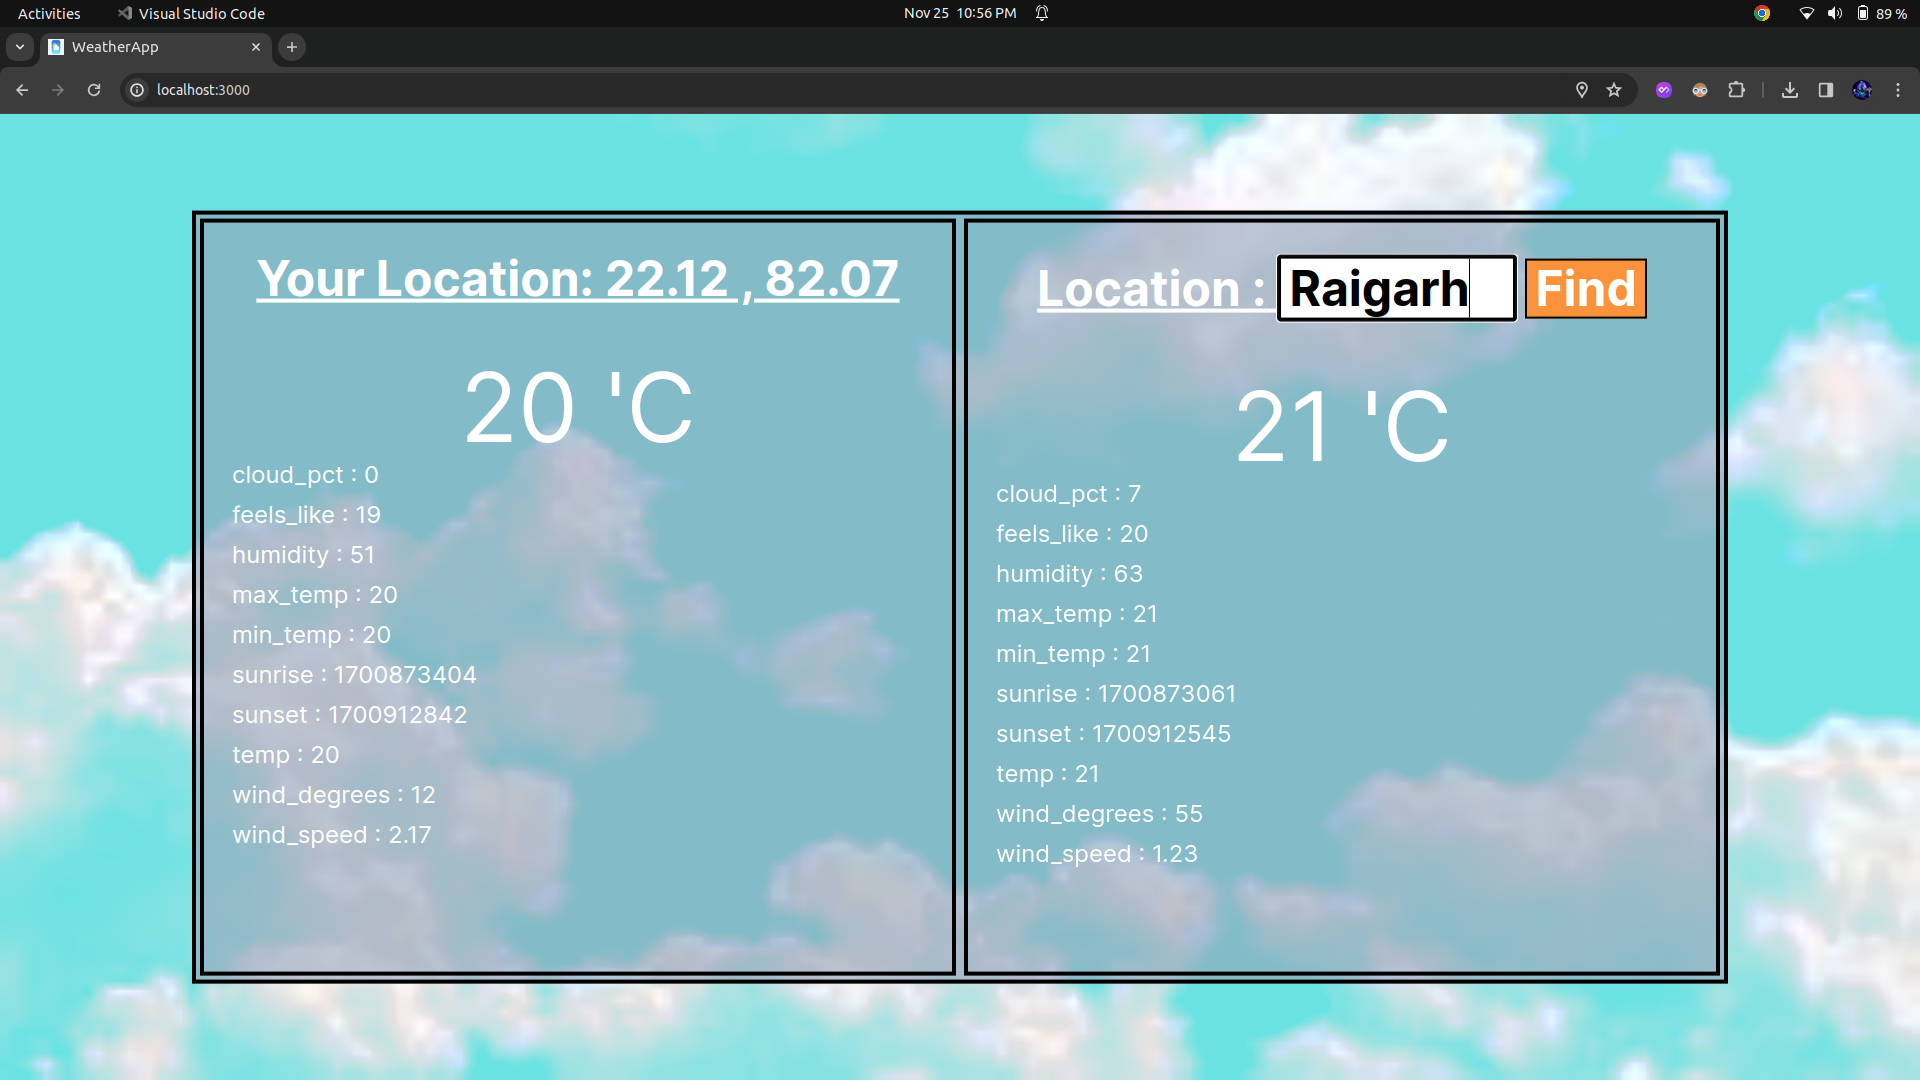 Activities Visual Studio Code Nov 25 10:56 PM 89 %
WeatherApp
localhost:3000
Your Location: 22.12 , 82.07
20 'C
cloud_pct : 0
feels_like : 19
humidity : 51
max_temp : 20
min_temp : 20
sunrise : 1700873404
sunset : 1700912842
temp : 20
wind_degrees : 12
wind_speed : 2.17
Location : Raigarh Find
21 'C
cloud_pct : 7
feels_like : 20
humidity : 63
max_temp : 21
min_temp : 21
sunrise : 1700873061
sunset : 1700912545
temp : 21
wind_degrees : 55
wind_speed : 1.23